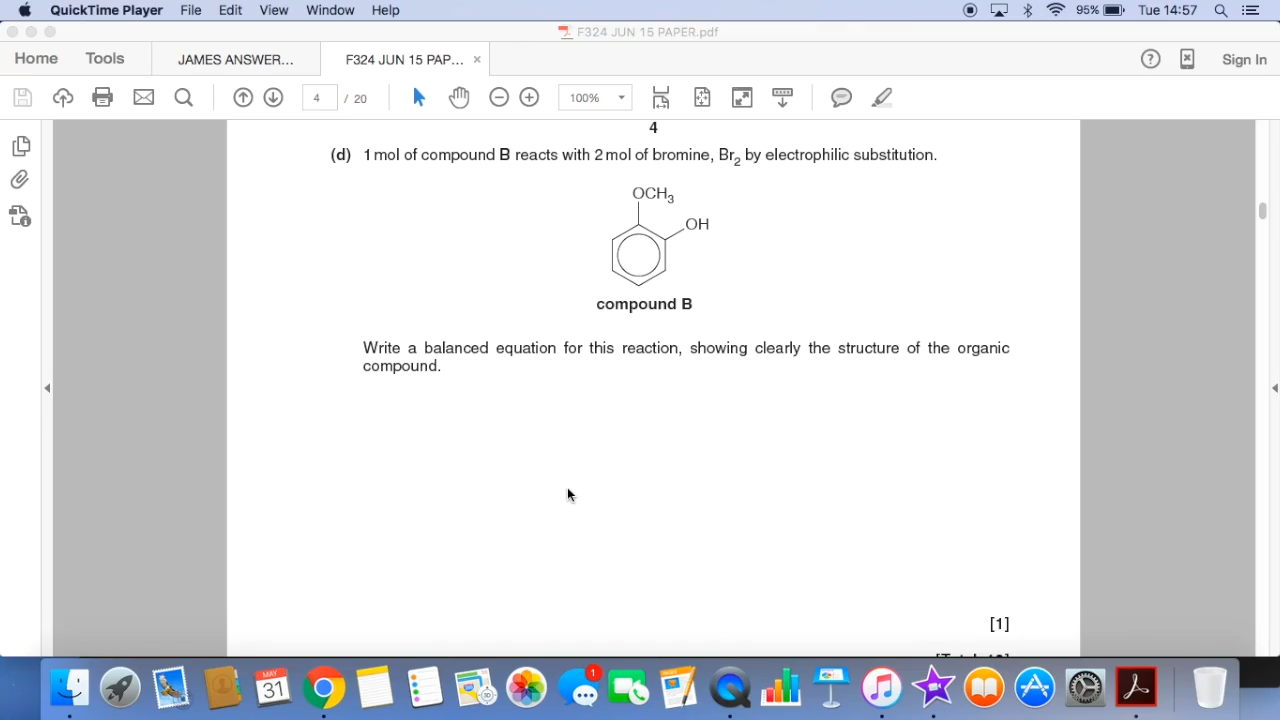 QuickTime Player File Edit View Window Help 95% Tue 14:57
F324 JUN 15 PAPER.pdf
Home Tools JAMES ANSWER... F324 JUN 15 PAP... × Sign In
4 / 20 100%
4
(d) 1 mol of compound B reacts with 2 mol of bromine, Br2 by electrophilic substitution.
OCH3
OH
compound B
Write a balanced equation for this reaction, showing clearly the structure of the organic
compound.
[1]
MAY
31
1